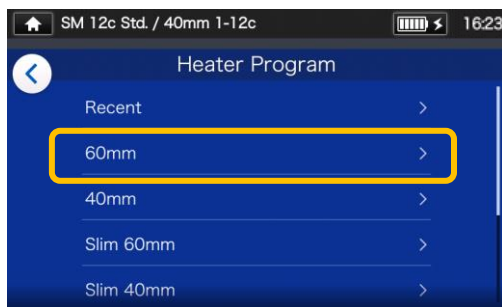 SM 12c Std. / 40mm 1-12c 16:23
Heater Program
Recent
60mm
40mm
Slim 60mm
Slim 40mm